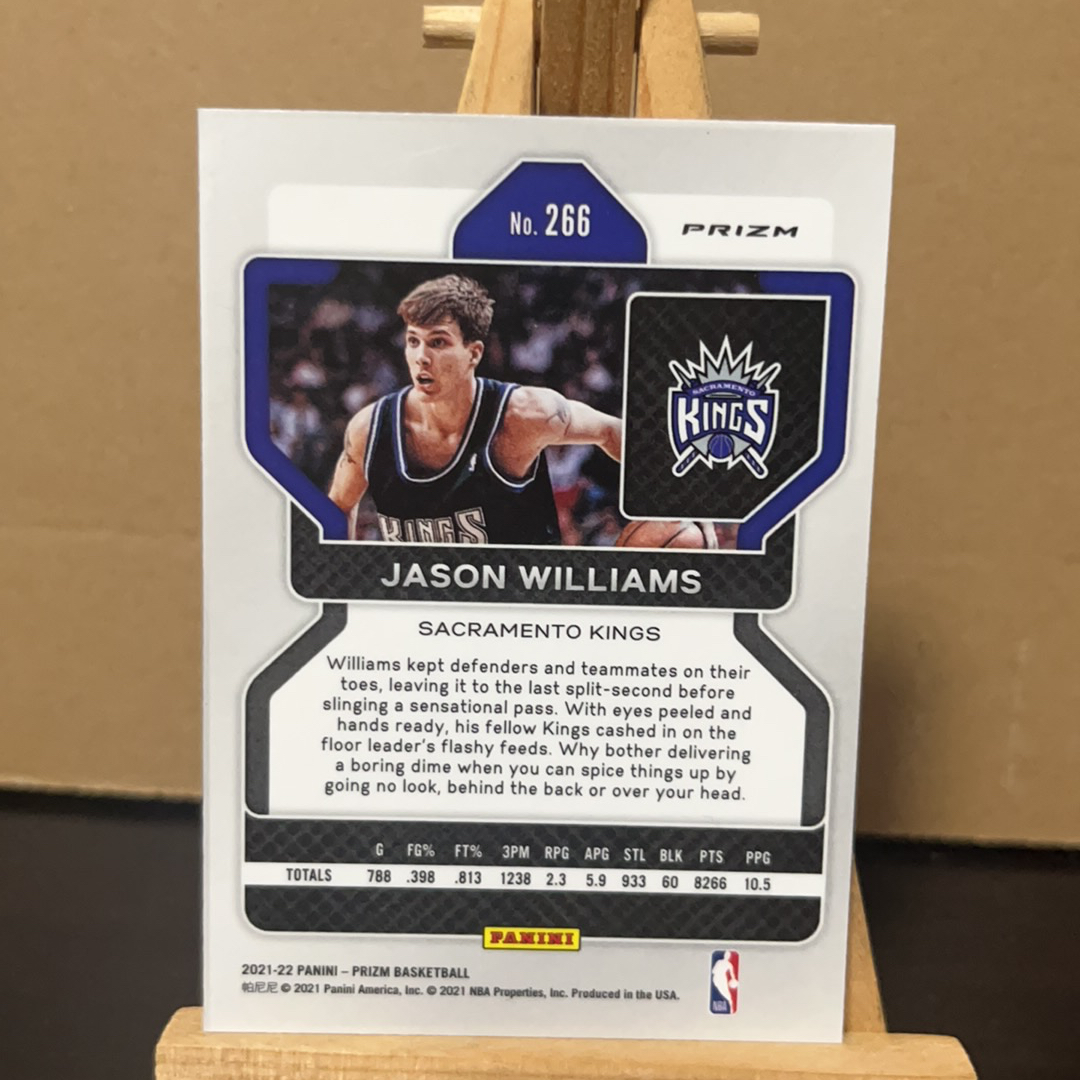 No. 266
PRIZM
SACRAMENTO
KINGS
KINGS
JASON WILLIAMS
SACRAMENTO KINGS
Williams kept defenders and teammates on their
toes, leaving it to the last split-second before
slinging a sensational pass. With eyes peeled and
hands ready, his fellow Kings cashed in on the
floor leader's flashy feeds. Why bother delivering
a boring dime when you can spice things up by
going no look, behind the back or over your head.
G FG% FT% 3PM RPG APG STL BLK PTS PPG
TOTALS 788 .398 .813 1238 2.3 5.9 933 60 8266 10.5
PANINI
2021-22 PANINI – PRIZM BASKETBALL
帕尼尼 © 2021 Panini America, Inc. © 2021 NBA Properties, Inc. Produced in the USA.
NBA